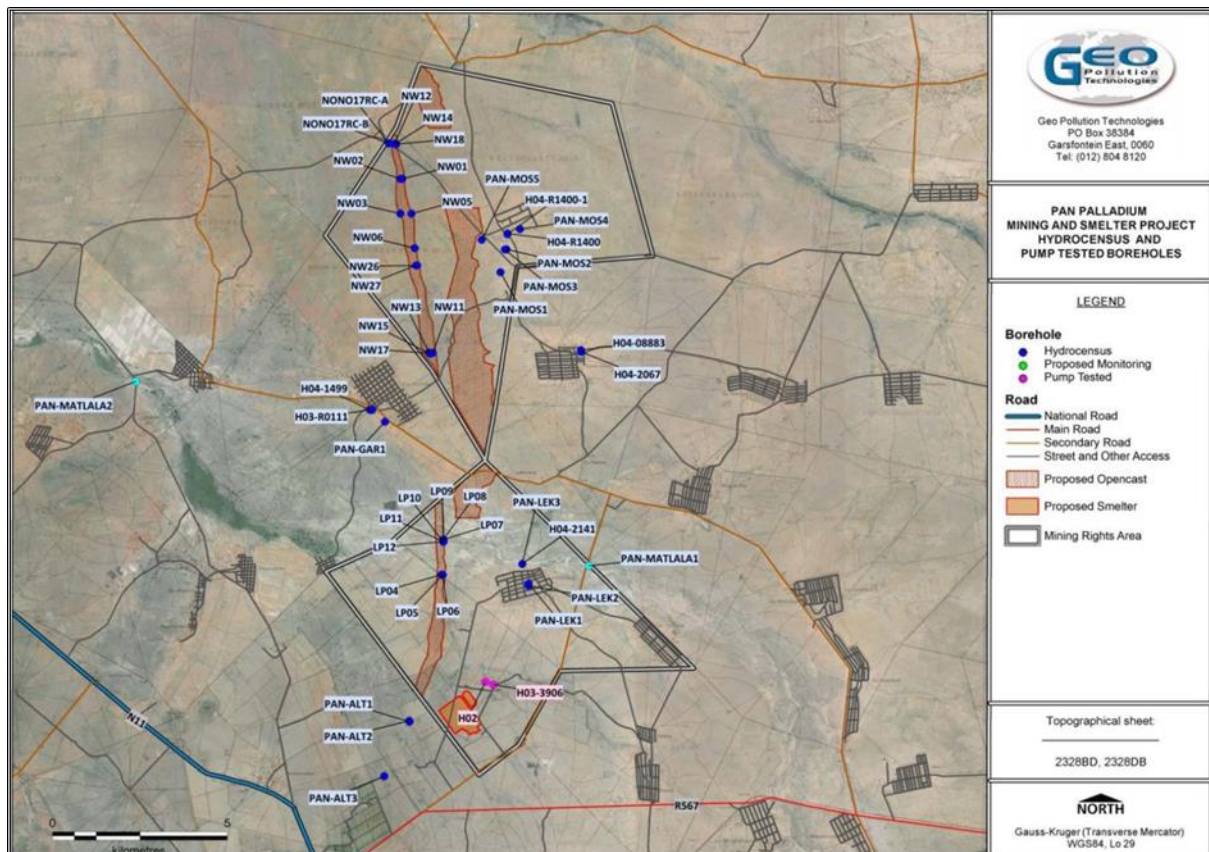 NONO17RC-A
NW12
NONO17RC-B
NW14
NW18
NW02
NW01
PAN-MOS5
NW03
NW05
H04-R1400-1
PAN-MOS4
H04-R1400
NW06
PAN-MOS2
NW26
PAN-MOS3
NW27
PAN-MOS1
NW13
NW11
NW15
NW17
H04-08883
H04-2067
H04-1499
PAN-MATLALA2
H03-R0111
PAN-GAR1
LP09
LP10
LP08
PAN-LEK3
LP11
LP07
H04-2141
LP12
PAN-MATLALA1
LP04
PAN-LEK2
LP05
LP06
PAN-LEK1
H03-3906
PAN-ALT1
H02
N11
PAN-ALT2
PAN-ALT3
R567
0
5
kilometres
GEO
Pollution
Technologies
Geo Pollution Technologies
PO Box 38384
Garsfontein East, 0060
Tel: (012) 804 8120
PAN PALLADIUM
MINING AND SMELTER PROJECT
HYDROCENSUS AND
PUMP TESTED BOREHOLES
LEGEND
Borehole
Hydrocensus
Proposed Monitoring
Pump Tested
Road
National Road
Main Road
Secondary Road
Street and Other Access
Proposed Opencast
Proposed Smelter
Mining Rights Area
Topographical sheet:
2328BD, 2328DB
NORTH
Gauss-Kruger (Transverse Mercator)
WGS84, Lo 29